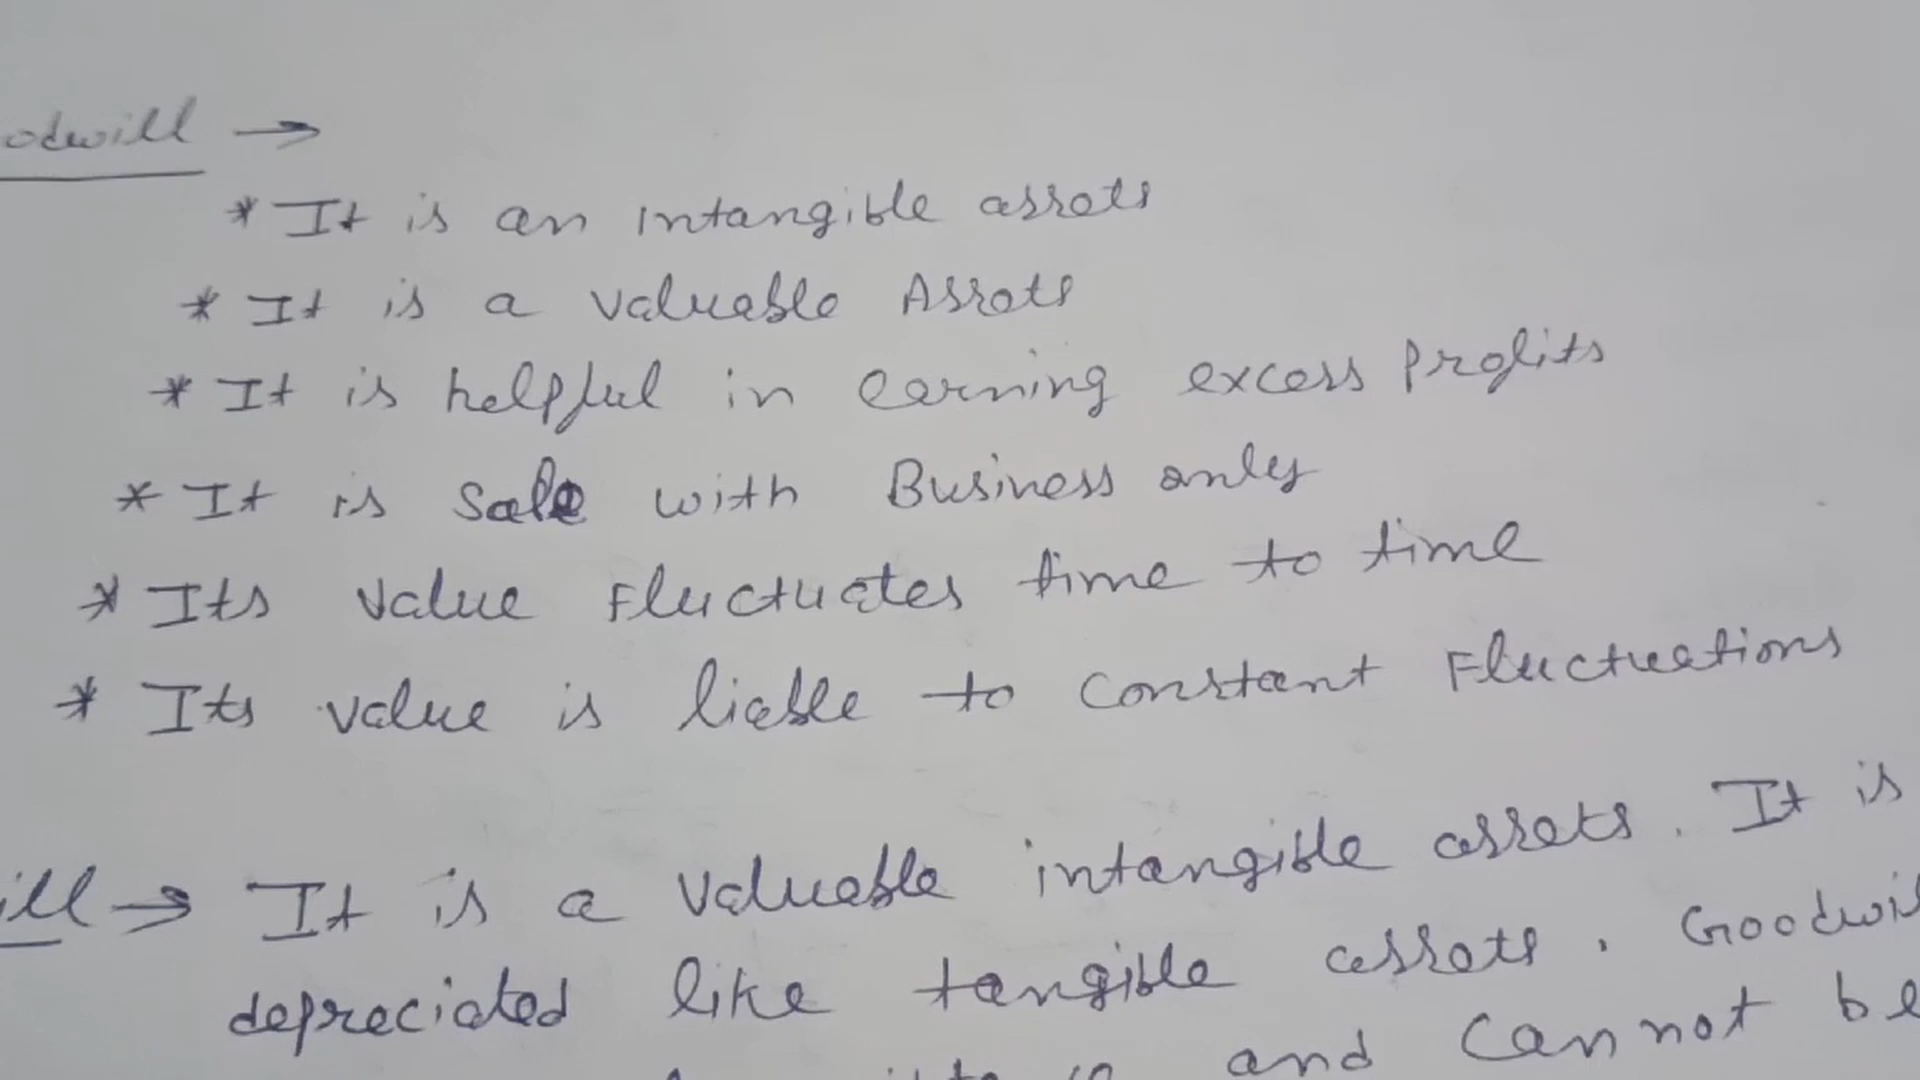 odwill →
* It is an intangible assets
* It is a valuable Assets
* It is helpful in earning excess Profits
* It is Sale with Business only
* Its value Fluctuates time to time
* Its value is liable to constant Fluctuations
ill → It is a valuable intangible assets. It is
depreciated like tangible assets. Goodwil
and cannot be